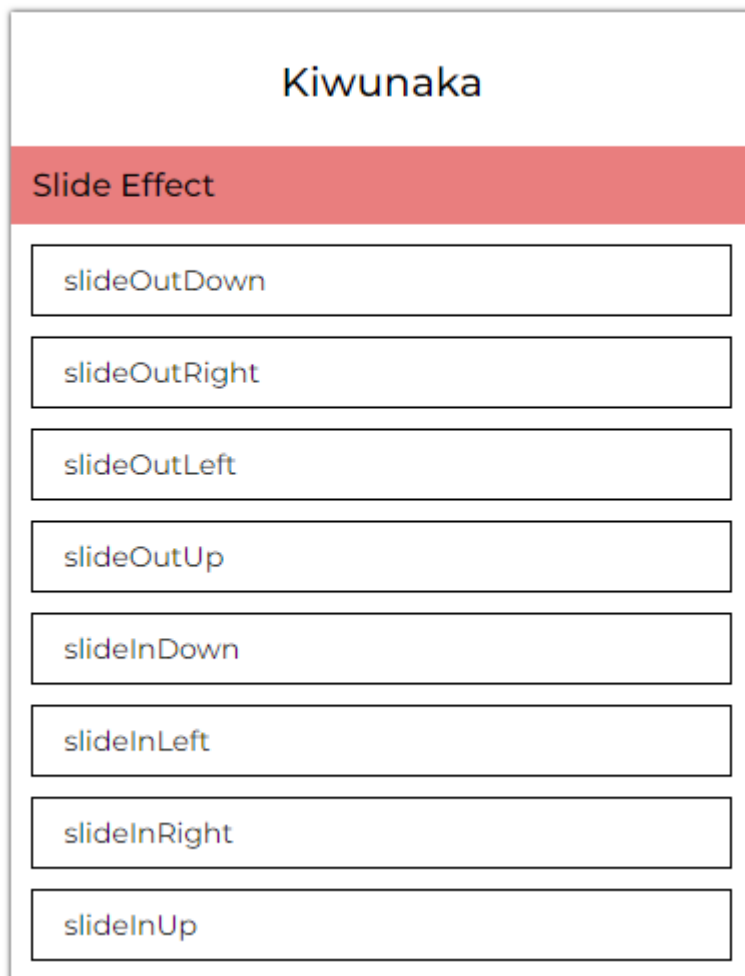 Kiwunaka
Slide Effect
slideOutDown
slideOutRight
slideOutLeft
slideOutUp
slideInDown
slideInLeft
slideInRight
slideInUp